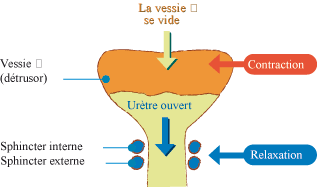 La vessie
se vide
Vessie
(détrusor)
Contraction
Urètre ouvert
Sphincter interne
Sphincter externe
Relaxation